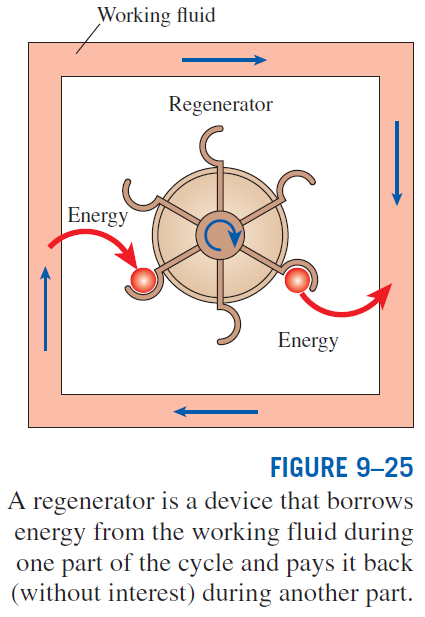 Working fluid
Regenerator
Energy
Energy
FIGURE 9–25
A regenerator is a device that borrows
energy from the working fluid during
one part of the cycle and pays it back
(without interest) during another part.